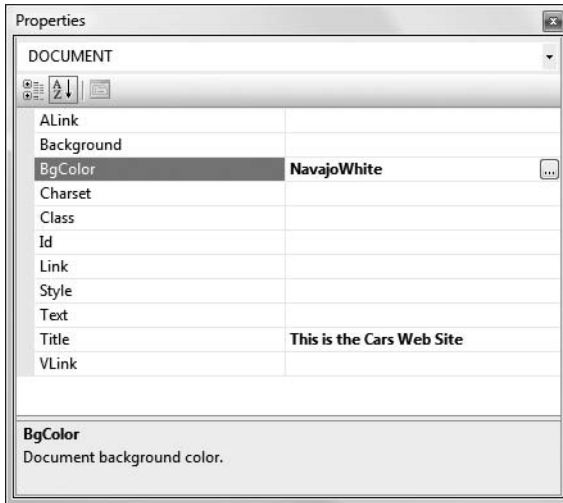 Properties
DOCUMENT
ALink
Background
BgColor NavajoWhite ...
Charset
Class
Id
Link
Style
Text
Title This is the Cars Web Site
VLink
BgColor
Document background color.